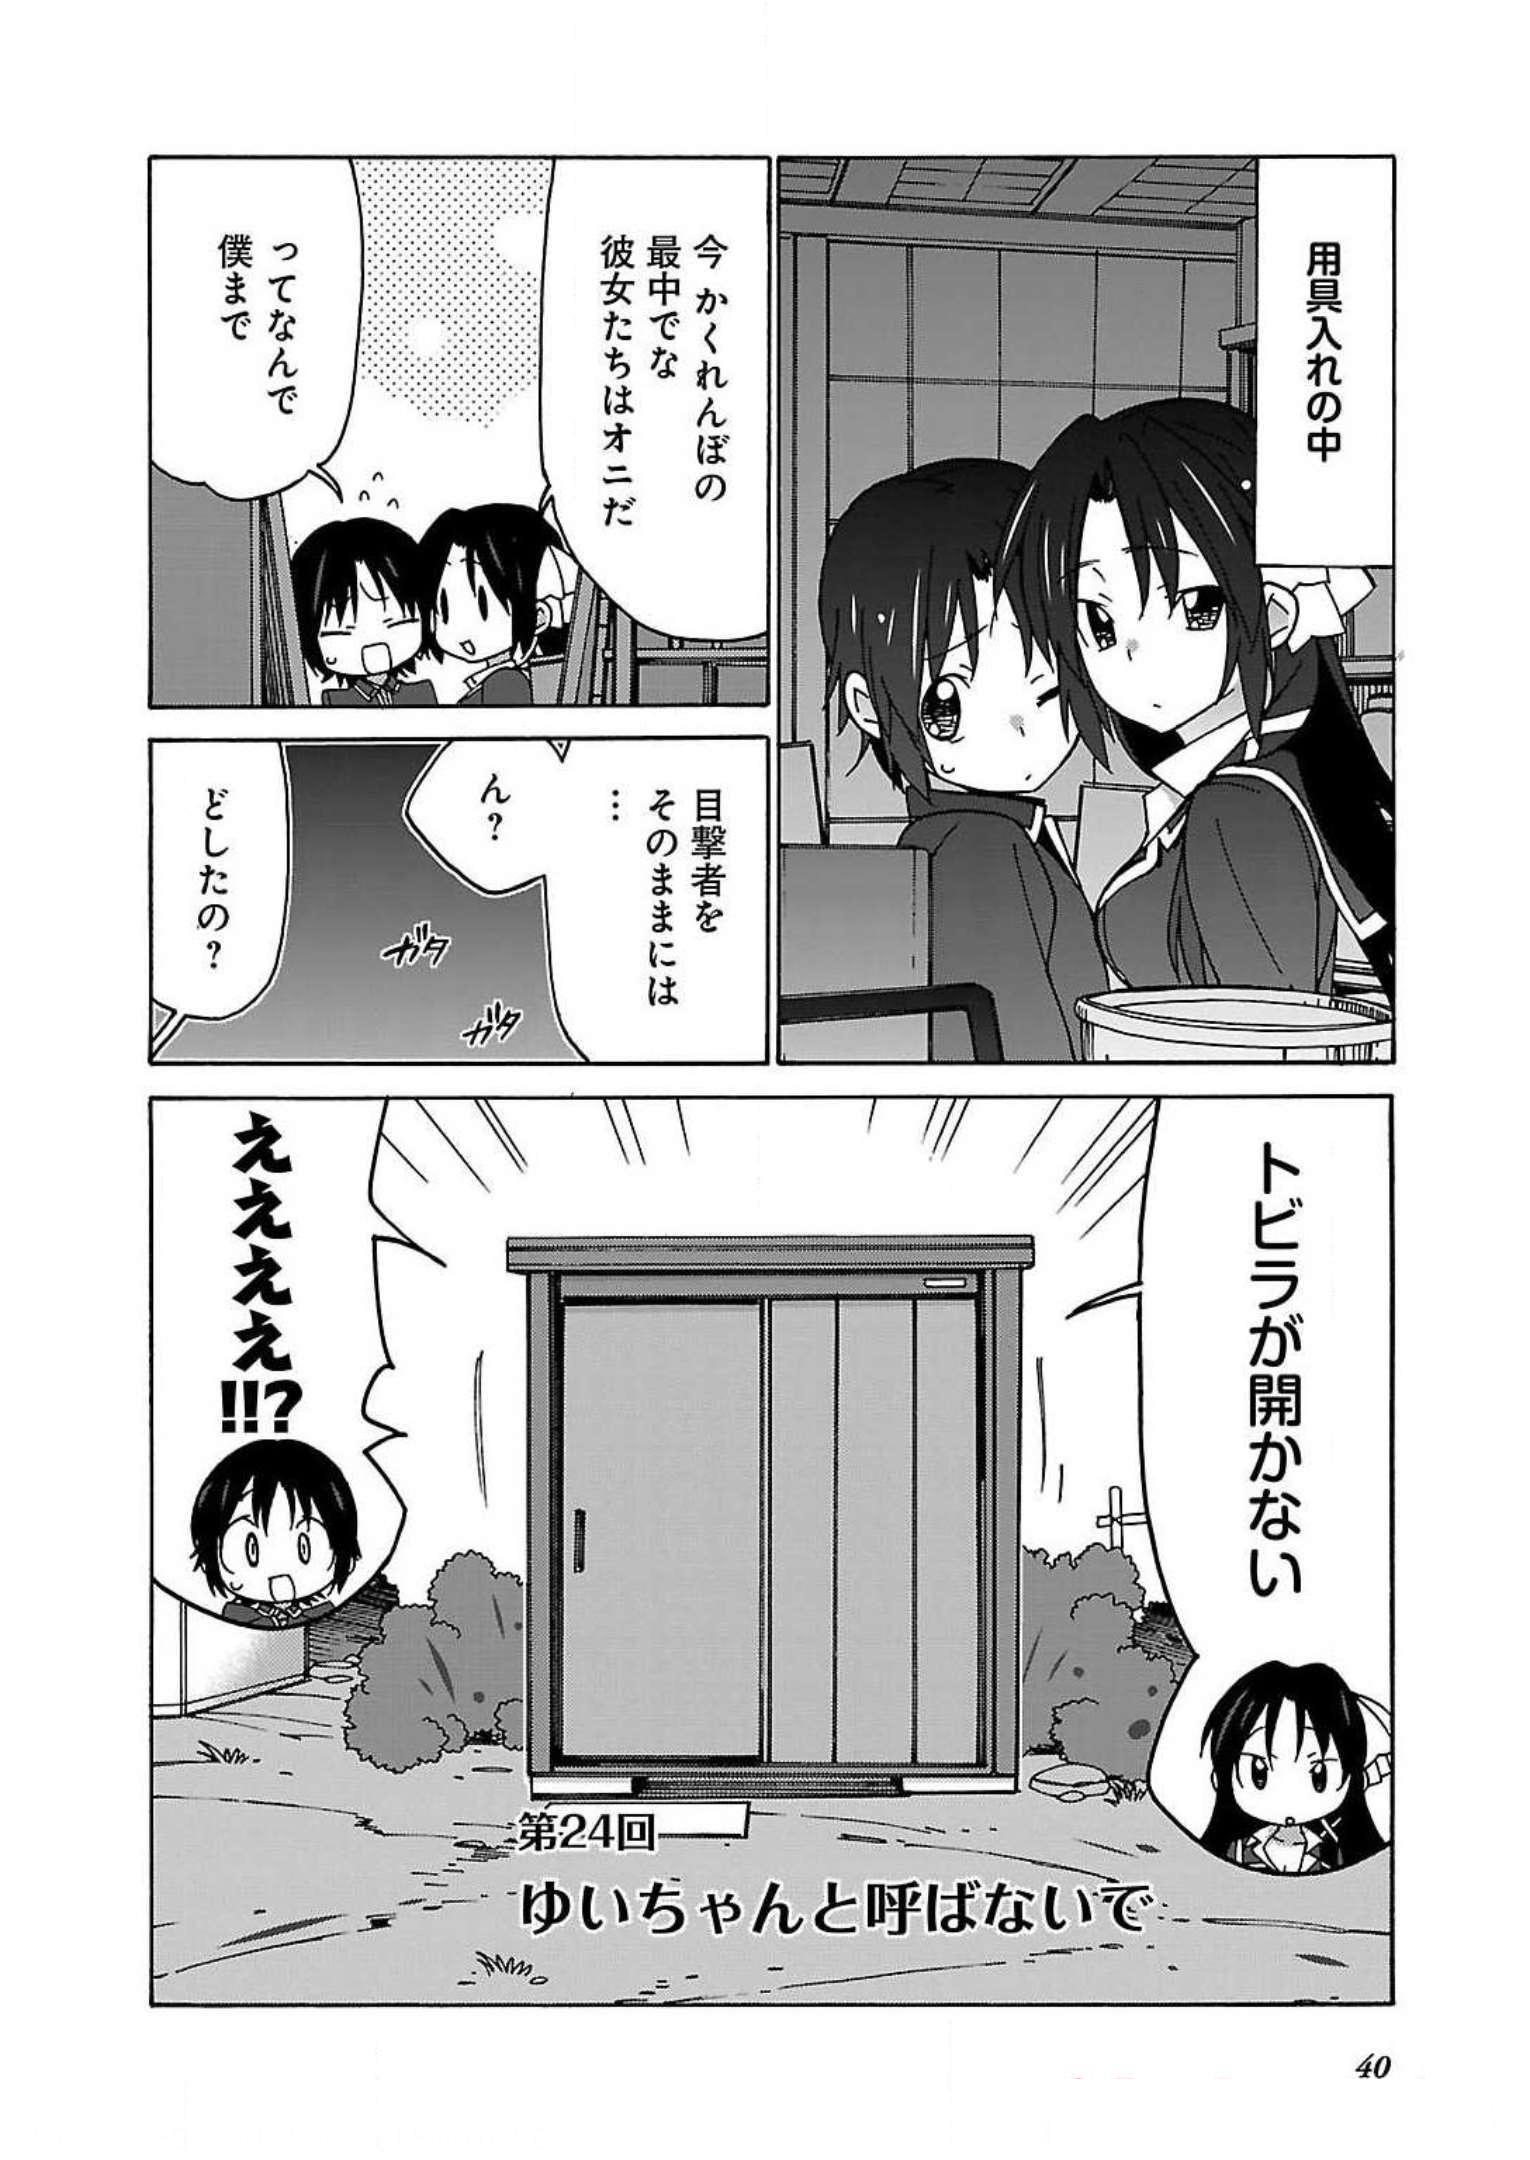 用具入れの中
今 かくれんぼの
最中でな
彼女たちはオニだ
ってなんで
僕まで
目撃者を
そのままには
…
ん?
ガタ
ガタ
どしたの?
トビラが開かない
ええええ!!?
第24回
ゆいちゃんと呼ばないで
40